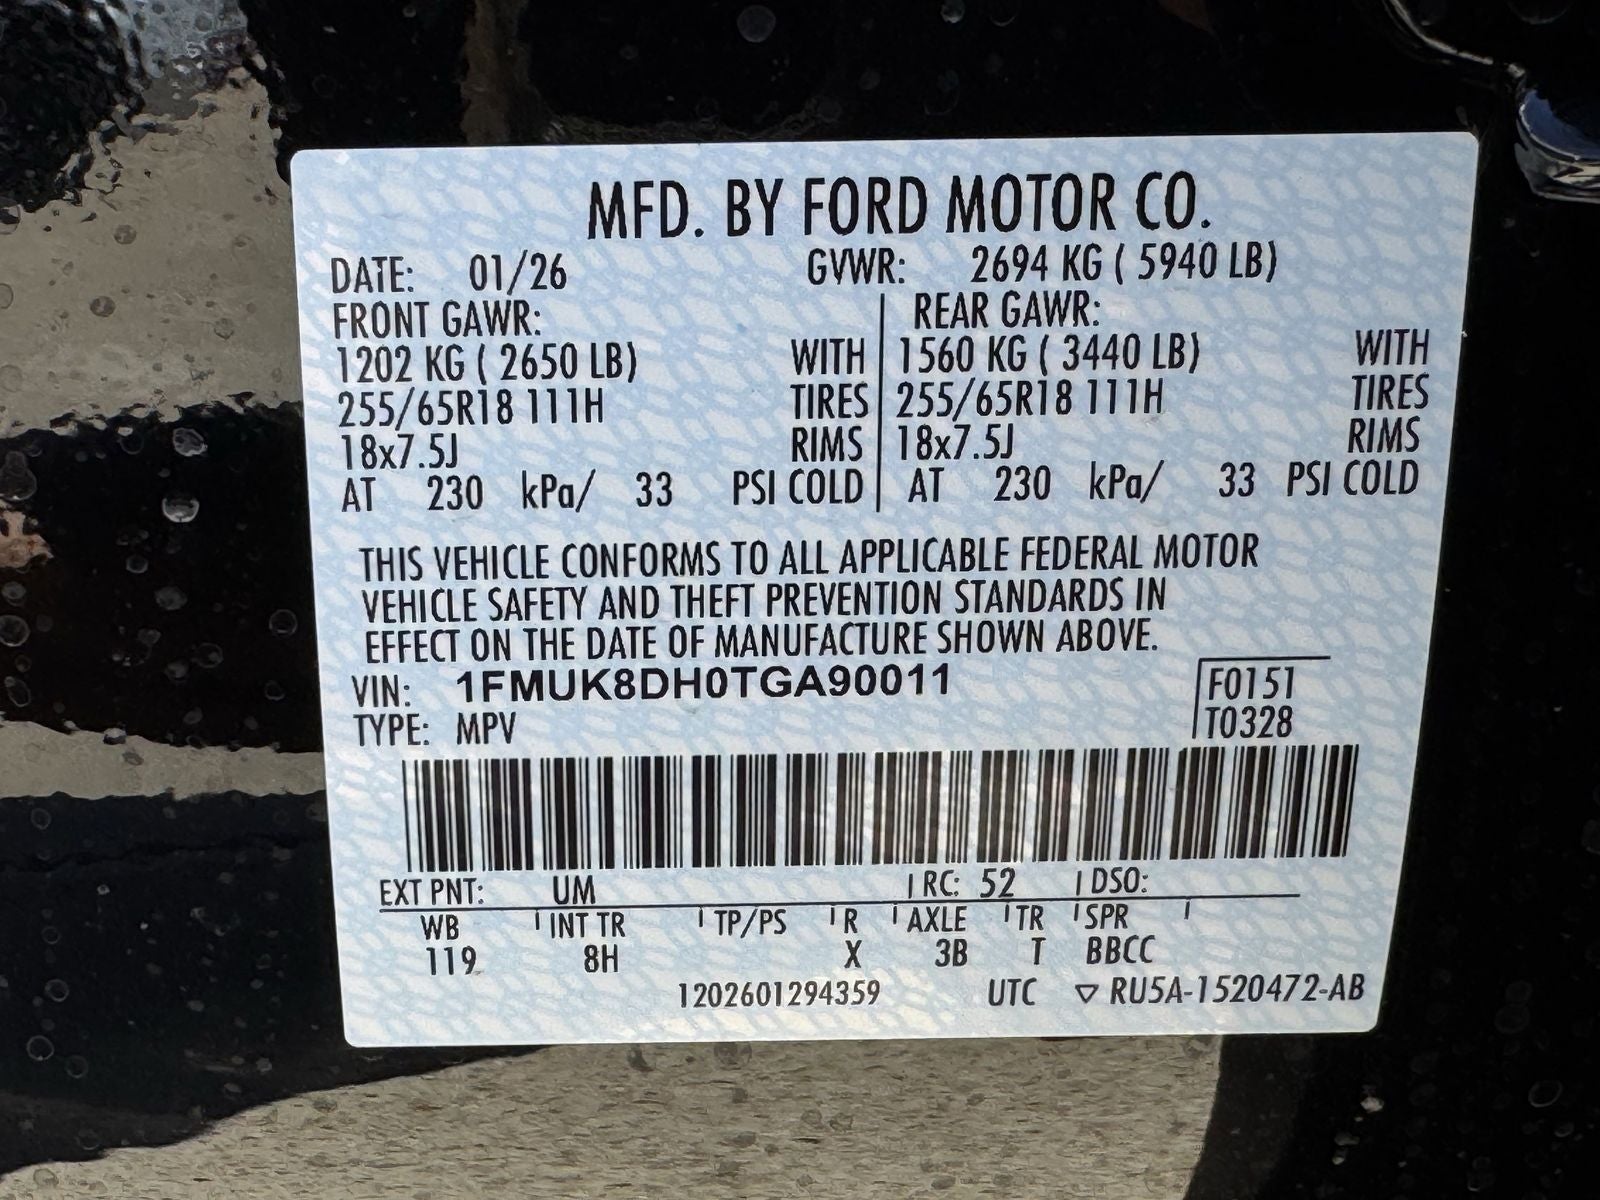 MFD. BY FORD MOTOR CO.
DATE: 01/26 GVWR: 2694 KG ( 5940 LB)
FRONT GAWR: REAR GAWR:
1202 KG ( 2650 LB) WITH 1560 KG ( 3440 LB) WITH
255/65R18 111H TIRES 255/65R18 111H TIRES
18x7.5J RIMS 18x7.5J RIMS
AT 230 kPa/ 33 PSI COLD AT 230 kPa/ 33 PSI COLD
THIS VEHICLE CONFORMS TO ALL APPLICABLE FEDERAL MOTOR
VEHICLE SAFETY AND THEFT PREVENTION STANDARDS IN
EFFECT ON THE DATE OF MANUFACTURE SHOWN ABOVE.
VIN: 1FMUK8DH0TGA90011 F0151
TYPE: MPV T0328
EXT PNT: UM RC: 52 DSO:
WB INT TR TP/PS R AXLE TR SPR
119 8H X 3B T BBCC
1202601294359 UTC ▽ RU5A-1520472-AB